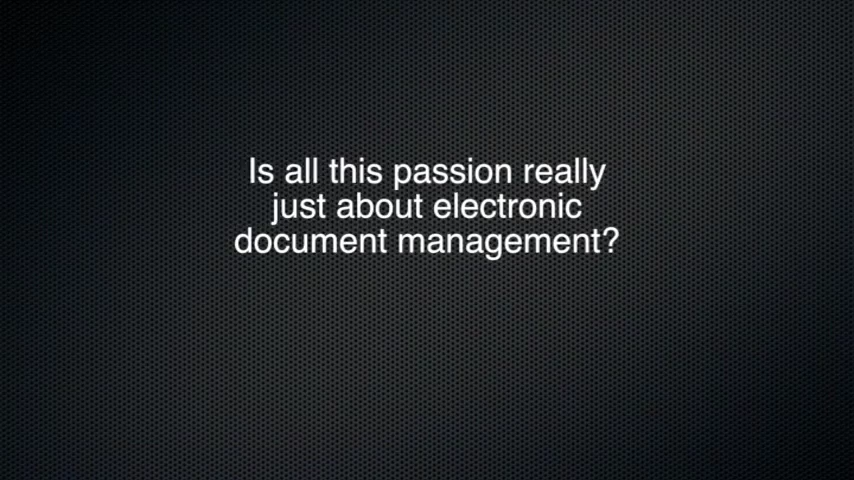 Is all this passion really
just about electronic
document management?